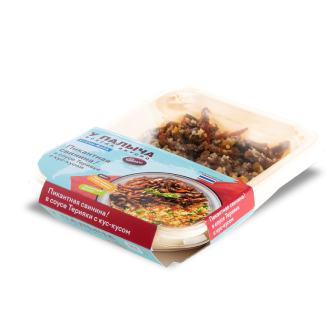 У ПАЛЫЧА
Пикантная
свинина!
в соусе Терияки
с кус-кусом
Пикантная свинина!
в соусе Терияки с кус-кусом
Пикантная свинина!
в соусе Терияки
с кус-кусом